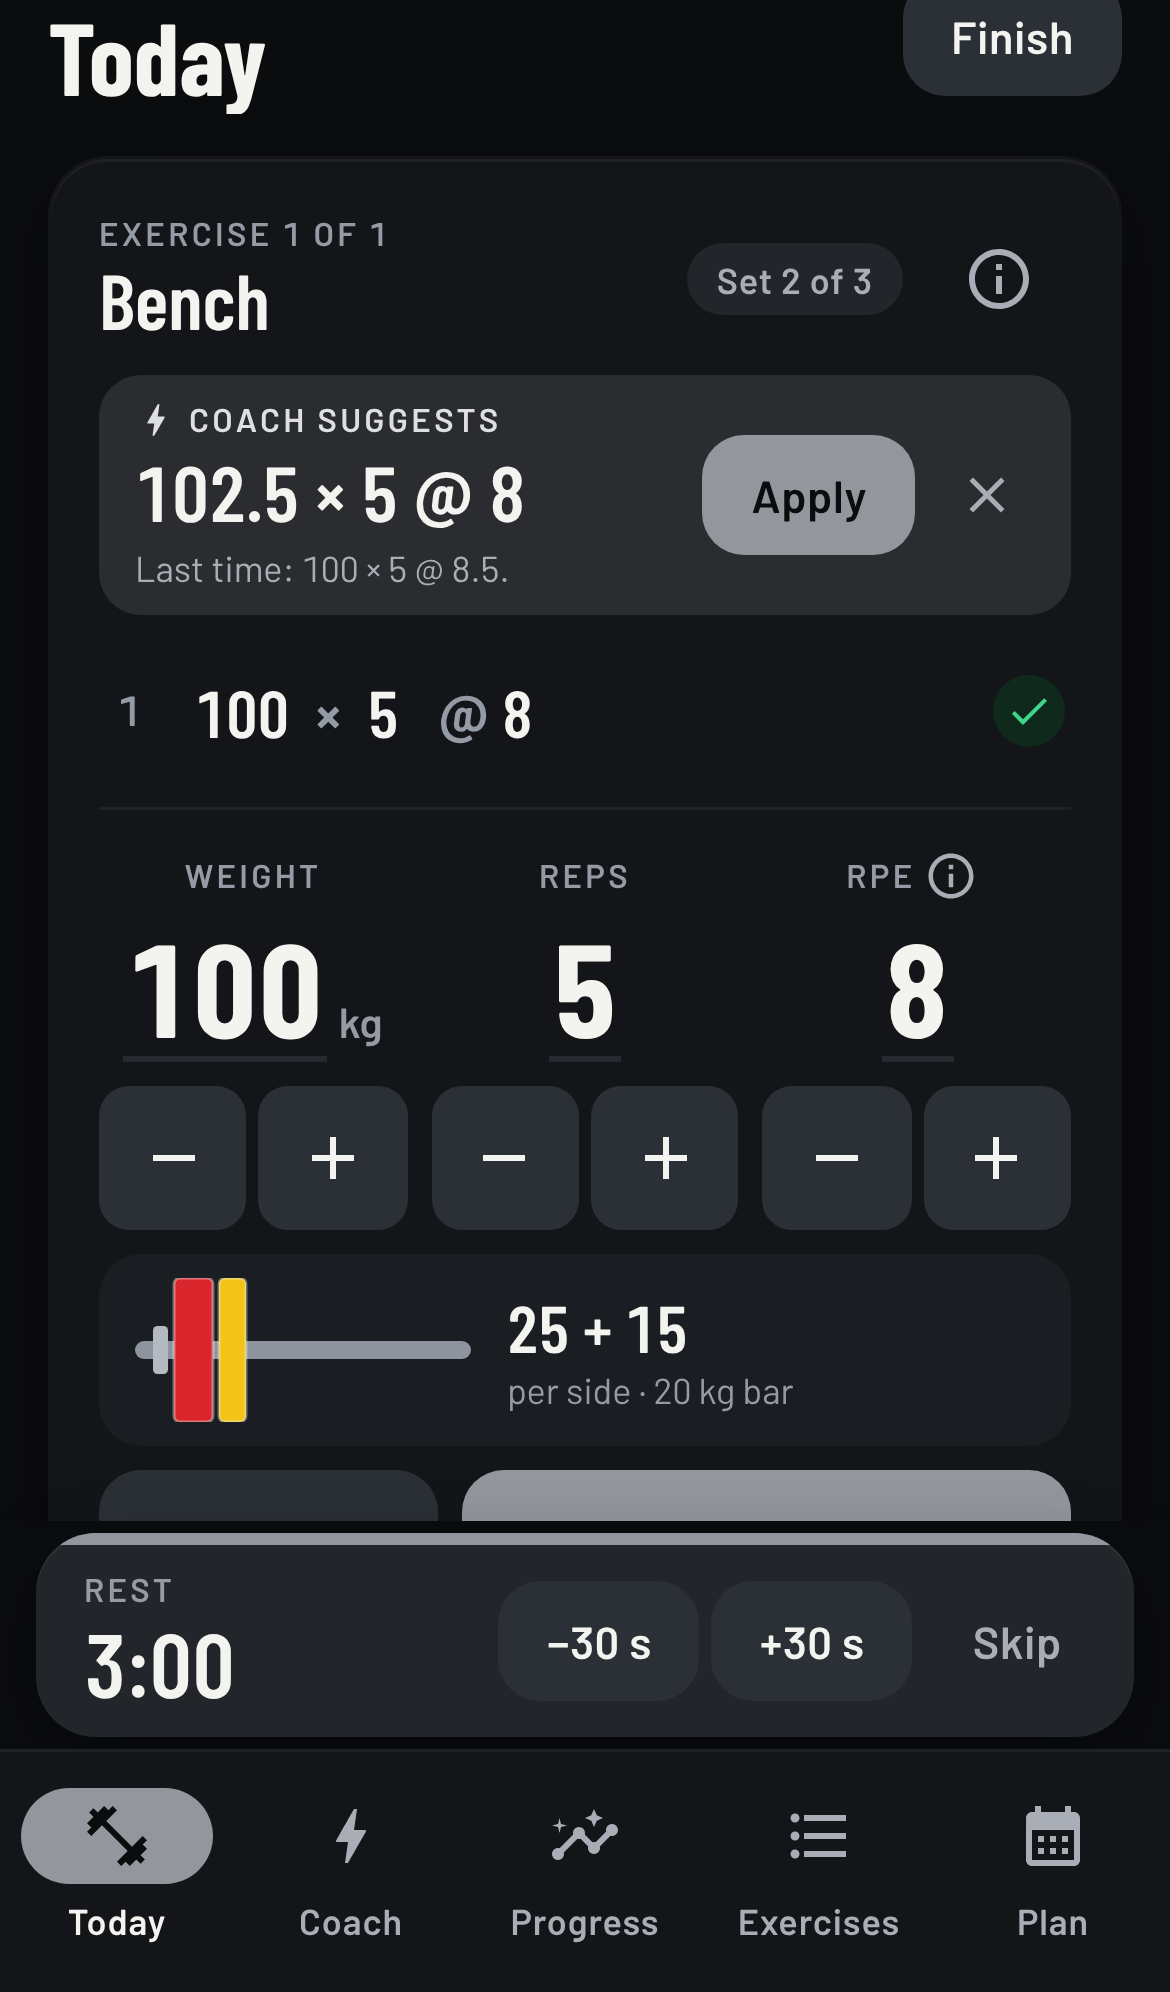 Today
Finish
EXERCISE 1 OF 1
Bench
Set 2 of 3
COACH SUGGESTS
102.5 × 5 @ 8
Apply
Last time: 100 × 5 @ 8.5.
1 100 × 5 @ 8
WEIGHT REPS RPE
100 kg 5 8
25 + 15
per side · 20 kg bar
REST
3:00
−30 s
+30 s
Skip
Today Coach Progress Exercises Plan